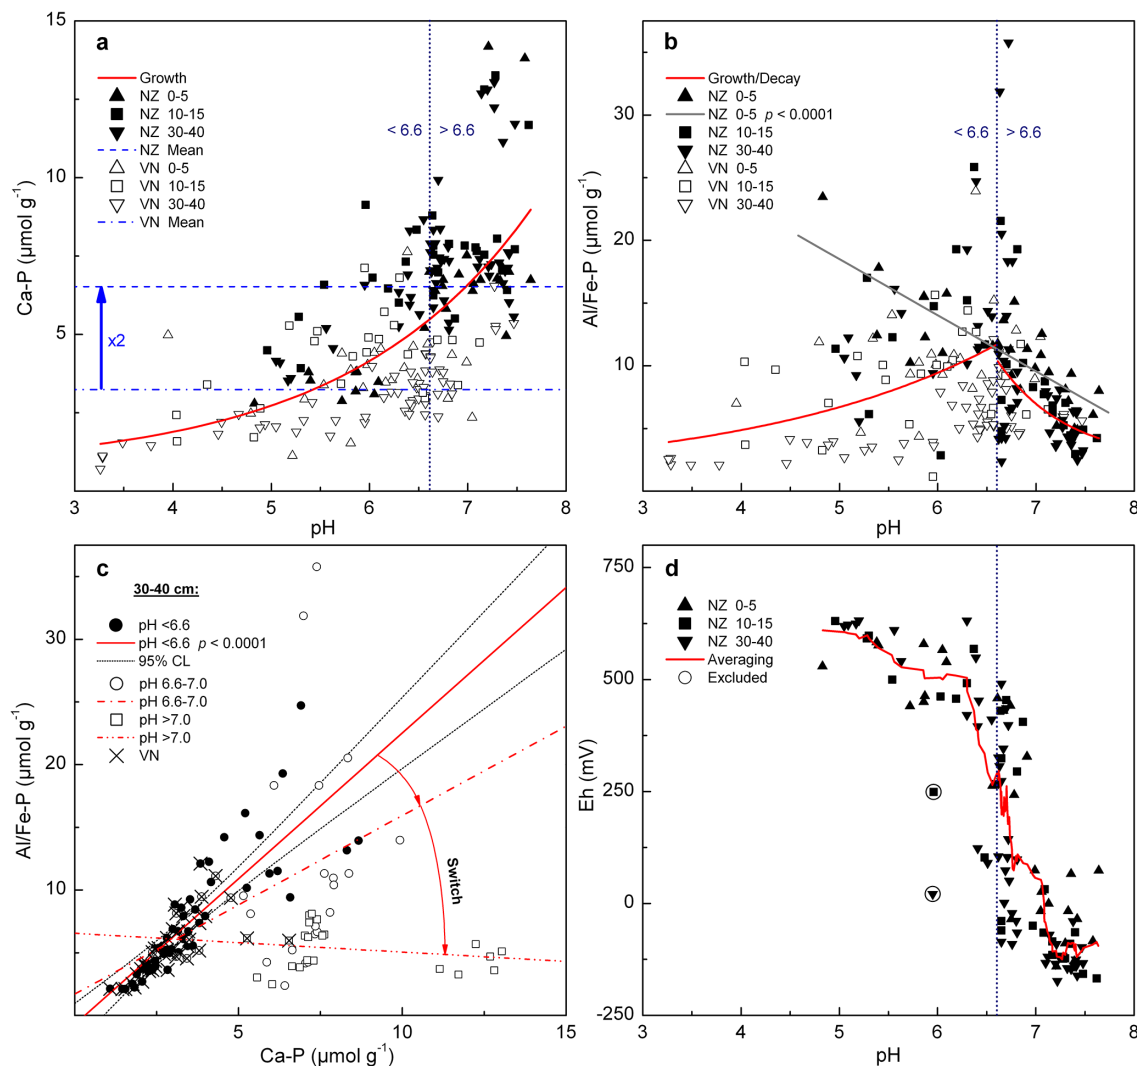 a
Growth
NZ 0-5
NZ 10-15
NZ 30-40
NZ Mean
VN 0-5
VN 10-15
VN 30-40
VN Mean
< 6.6 > 6.6
x2
15
10
5
3 4 5 6 7 8
pH
Ca-P (µmol g⁻¹)
b
Growth/Decay
NZ 0-5
NZ 0-5 p < 0.0001
NZ 10-15
NZ 30-40
VN 0-5
VN 10-15
VN 30-40
< 6.6 > 6.6
30
20
10
3 4 5 6 7 8
pH
Al/Fe-P (µmol g⁻¹)
c
30-40 cm:
pH <6.6
pH <6.6 p < 0.0001
95% CL
pH 6.6-7.0
pH 6.6-7.0
pH >7.0
pH >7.0
VN
Switch
30
20
10
5 10 15
Ca-P (µmol g⁻¹)
Al/Fe-P (µmol g⁻¹)
d
NZ 0-5
NZ 10-15
NZ 30-40
Averaging
Excluded
750
500
250
0
-250
3 4 5 6 7 8
pH
Eh (mV)